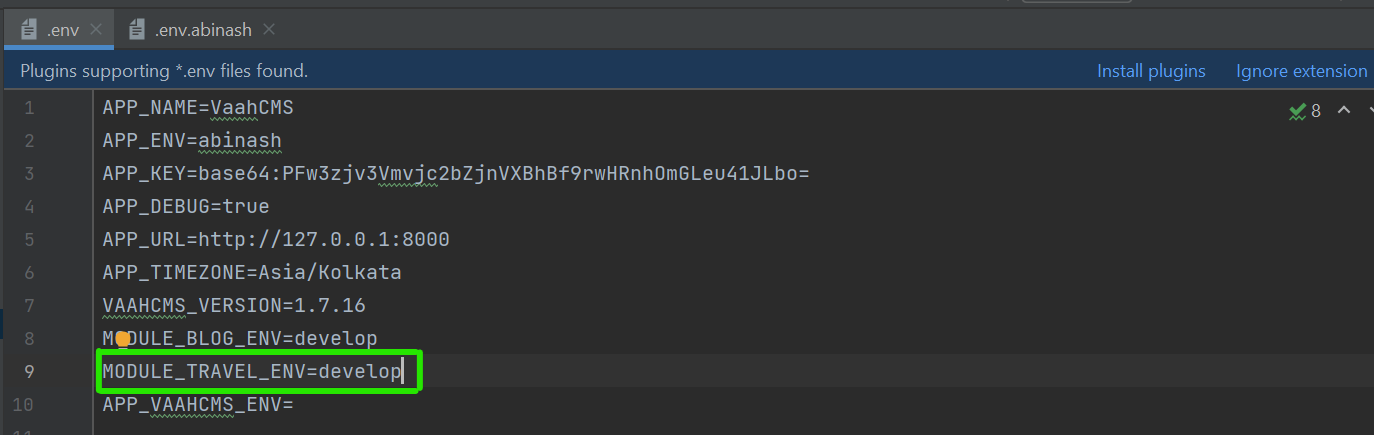 .env
.env.abinash
Plugins supporting *.env files found. Install plugins Ignore extension
8
1 APP_NAME=VaahCMS
2 APP_ENV=abinash
3 APP_KEY=base64:PFw3zjv3Vmvjc2bZjnVXBhBf9rwHRnhOmGLeu41JLbo=
4 APP_DEBUG=true
5 APP_URL=http://127.0.0.1:8000
6 APP_TIMEZONE=Asia/Kolkata
7 VAAHCMS_VERSION=1.7.16
8 MODULE_BLOG_ENV=develop
9 MODULE_TRAVEL_ENV=develop
10 APP_VAAHCMS_ENV=